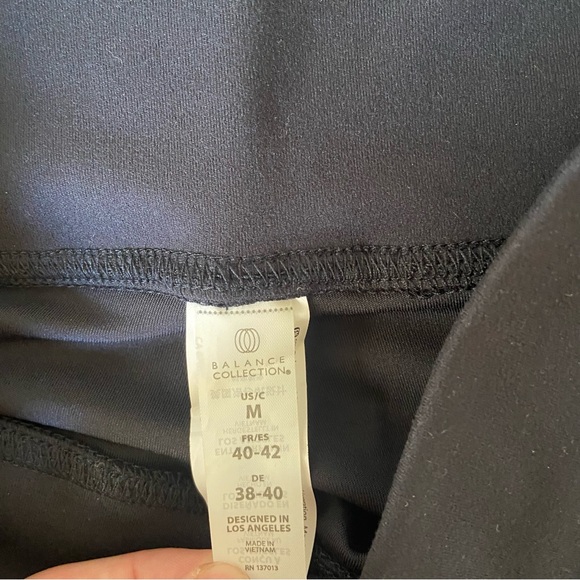 BALANCE
COLLECTION®
US/C
M
FR/ES
40-42
DE
38-40
DESIGNED IN
LOS ANGELES
MADE IN
VIETNAM
RN 137013